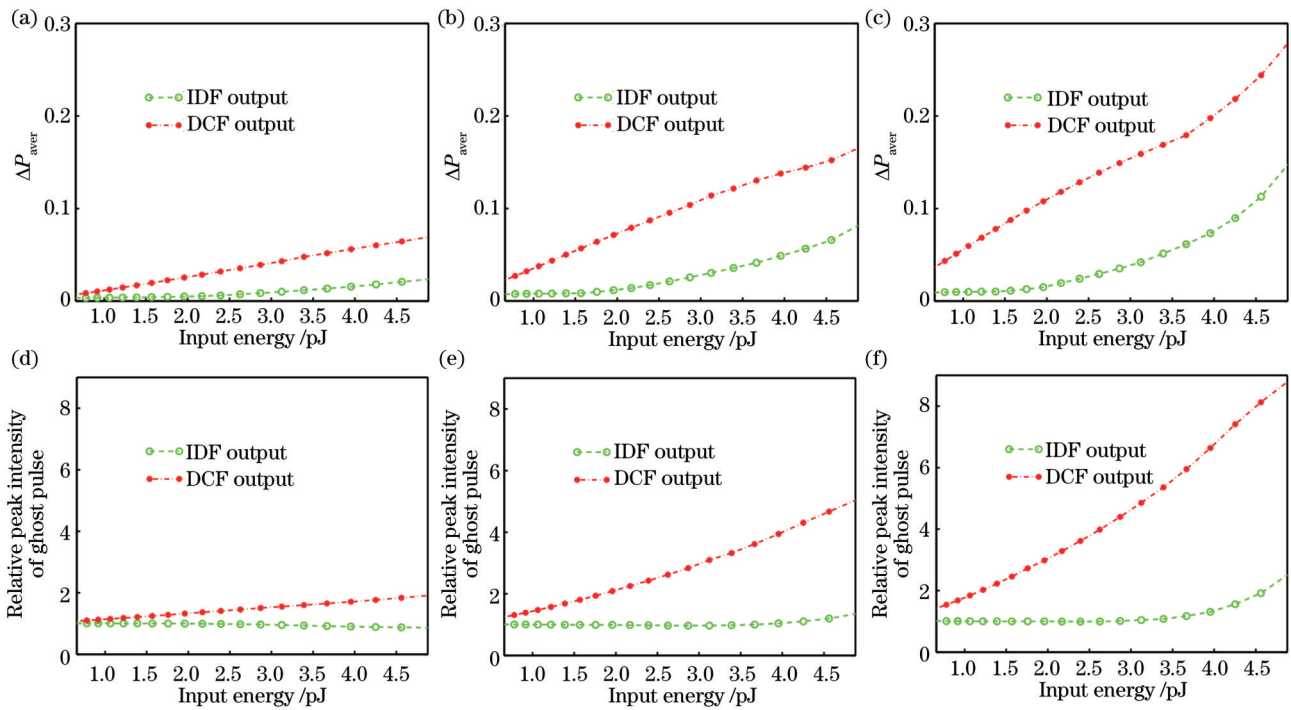 (a)
0.3
0.2
0.1
0
ΔP_aver
IDF output
DCF output
1.0 1.5 2.0 2.5 3.0 3.5 4.0 4.5
Input energy /pJ
(b)
0.3
0.2
0.1
0
ΔP_aver
IDF output
DCF output
1.0 1.5 2.0 2.5 3.0 3.5 4.0 4.5
Input energy /pJ
(c)
0.3
0.2
0.1
0
ΔP_aver
IDF output
DCF output
1.0 1.5 2.0 2.5 3.0 3.5 4.0 4.5
Input energy /pJ
(d)
8
6
4
2
0
Relative peak intensity
of ghost pulse
IDF output
DCF output
1.0 1.5 2.0 2.5 3.0 3.5 4.0 4.5
Input energy /pJ
(e)
8
6
4
2
0
Relative peak intensity
of ghost pulse
IDF output
DCF output
1.0 1.5 2.0 2.5 3.0 3.5 4.0 4.5
Input energy /pJ
(f)
8
6
4
2
0
Relative peak intensity
of ghost pulse
IDF output
DCF output
1.0 1.5 2.0 2.5 3.0 3.5 4.0 4.5
Input energy /pJ